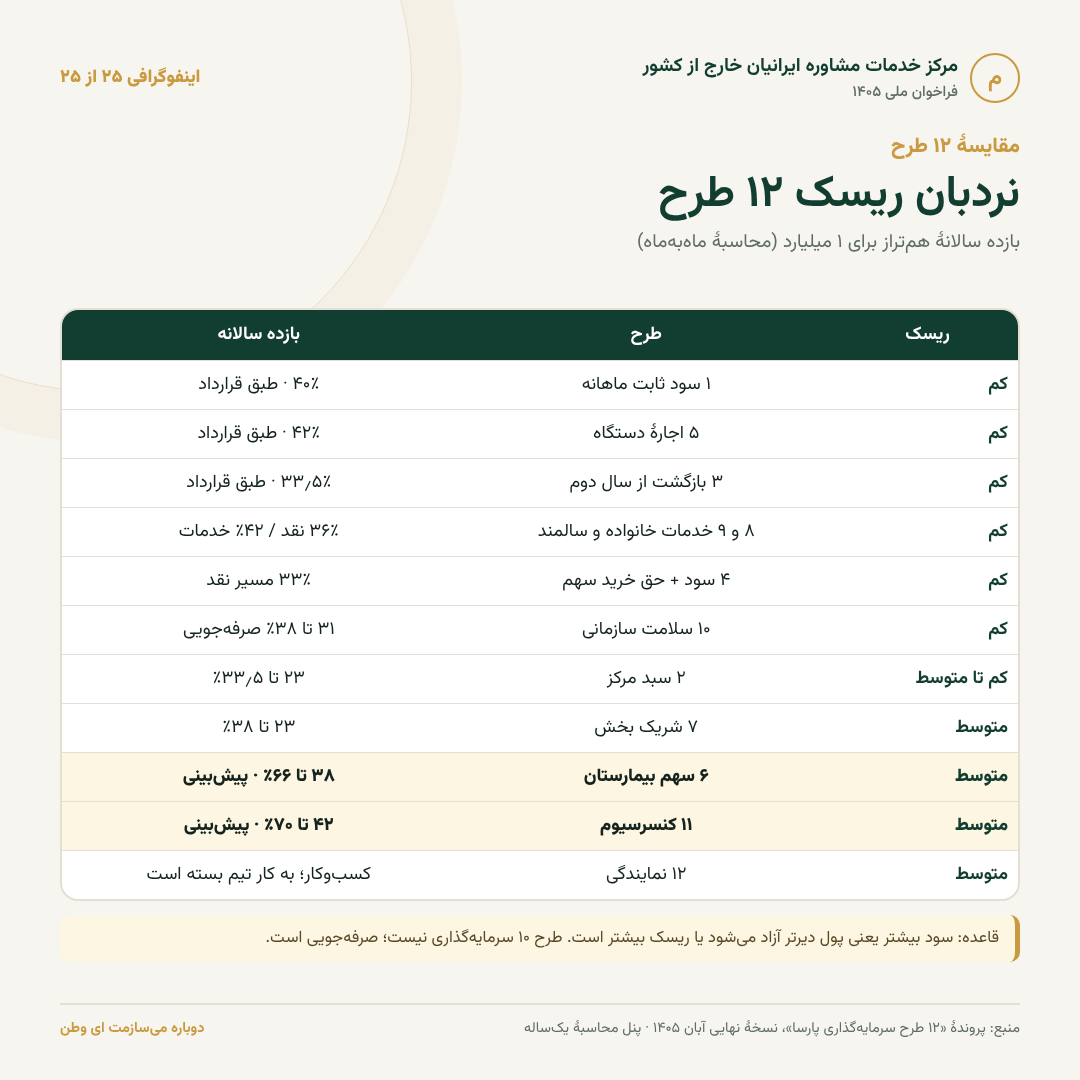 م
مرکز خدمات مشاوره ایرانیان خارج از کشور
فراخوان ملی ۱۴۰۵
اینفوگرافی ۲۵ از ۲۵
مقایسهٔ ۱۲ طرح
نردبان ریسک ۱۲ طرح
بازده سالانهٔ هم‌تراز برای ۱ میلیارد (محاسبهٔ ماه‌به‌ماه)
ریسک طرح بازده سالانه
کم ۱ سود ثابت ماهانه ۴۰٪ · طبق قرارداد
کم ۵ اجارهٔ دستگاه ۴۲٪ · طبق قرارداد
کم ۳ بازگشت از سال دوم ۳۳٫۵٪ · طبق قرارداد
کم ۸ و ۹ خدمات خانواده و سالمند ۳۶٪ نقد / ۴۲٪ خدمات
کم ۴ سود + حق خرید سهم ۳۳٪ مسیر نقد
کم ۱۰ سلامت سازمانی ۳۱ تا ۳۸٪ صرفه‌جویی
کم تا متوسط ۲ سبد مرکز ۲۳ تا ۳۳٫۵٪
متوسط ۷ شریک بخش ۲۳ تا ۳۸٪
متوسط ۶ سهم بیمارستان ۳۸ تا ۶۶٪ · پیش‌بینی
متوسط ۱۱ کنسرسیوم ۴۲ تا ۷۰٪ · پیش‌بینی
متوسط ۱۲ نمایندگی کسب‌وکار؛ به کار تیم بسته است
قاعده: سود بیشتر یعنی پول دیرتر آزاد می‌شود یا ریسک بیشتر است. طرح ۱۰ سرمایه‌گذاری نیست؛ صرفه‌جویی است.
منبع: پروندهٔ «۱۲ طرح سرمایه‌گذاری پارسا»، نسخهٔ نهایی آبان ۱۴۰۵ · پنل محاسبهٔ یک‌ساله
دوباره می‌سازمت ای وطن